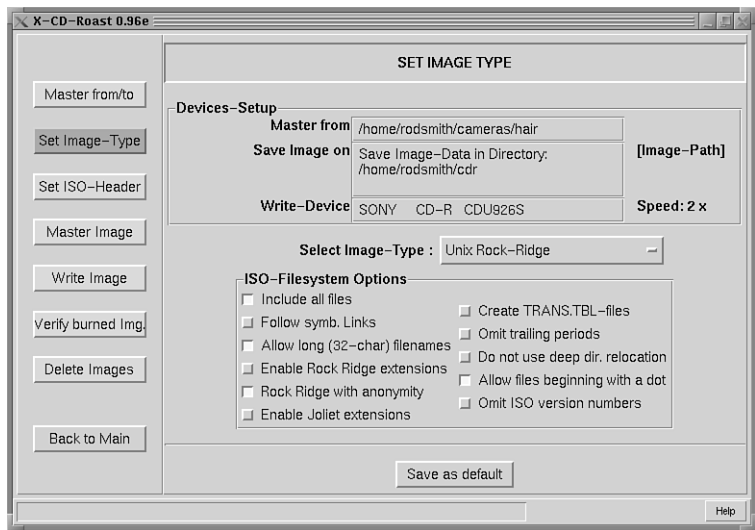 X-CD-Roast 0.96e
SET IMAGE TYPE
Master from/to
Set Image-Type
Set ISO-Header
Master Image
Write Image
Verify burned Img.
Delete Images
Back to Main
Devices-Setup
Master from /home/rodsmith/cameras/hair
Save Image on Save Image-Data in Directory: [Image-Path]
/home/rodsmith/cdr
Write-Device SONY CD-R CDU926S Speed: 2 x
Select Image-Type : Unix Rock-Ridge
ISO-Filesystem Options
Include all files
Follow symb. Links
Allow long (32-char) filenames
Enable Rock Ridge extensions
Rock Ridge with anonymity
Enable Joliet extensions
Create TRANS.TBL-files
Omit trailing periods
Do not use deep dir. relocation
Allow files beginning with a dot
Omit ISO version numbers
Save as default
Help